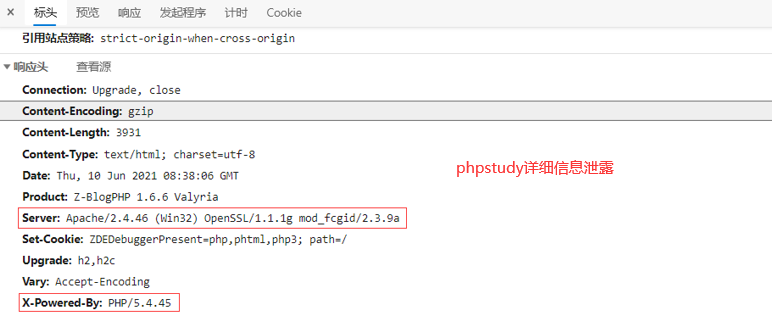 × 标头 预览 响应 发起程序 计时 Cookie
引用站点策略: strict-origin-when-cross-origin
▼响应头 查看源
Connection: Upgrade, close
Content-Encoding: gzip
Content-Length: 3931
Content-Type: text/html; charset=utf-8
Date: Thu, 10 Jun 2021 08:38:06 GMT
phpstudy详细信息泄露
Product: Z-BlogPHP 1.6.6 Valyria
Server: Apache/2.4.46 (Win32) OpenSSL/1.1.1g mod_fcgid/2.3.9a
Set-Cookie: ZDEDebuggerPresent=php,phtml,php3; path=/
Upgrade: h2,h2c
Vary: Accept-Encoding
X-Powered-By: PHP/5.4.45